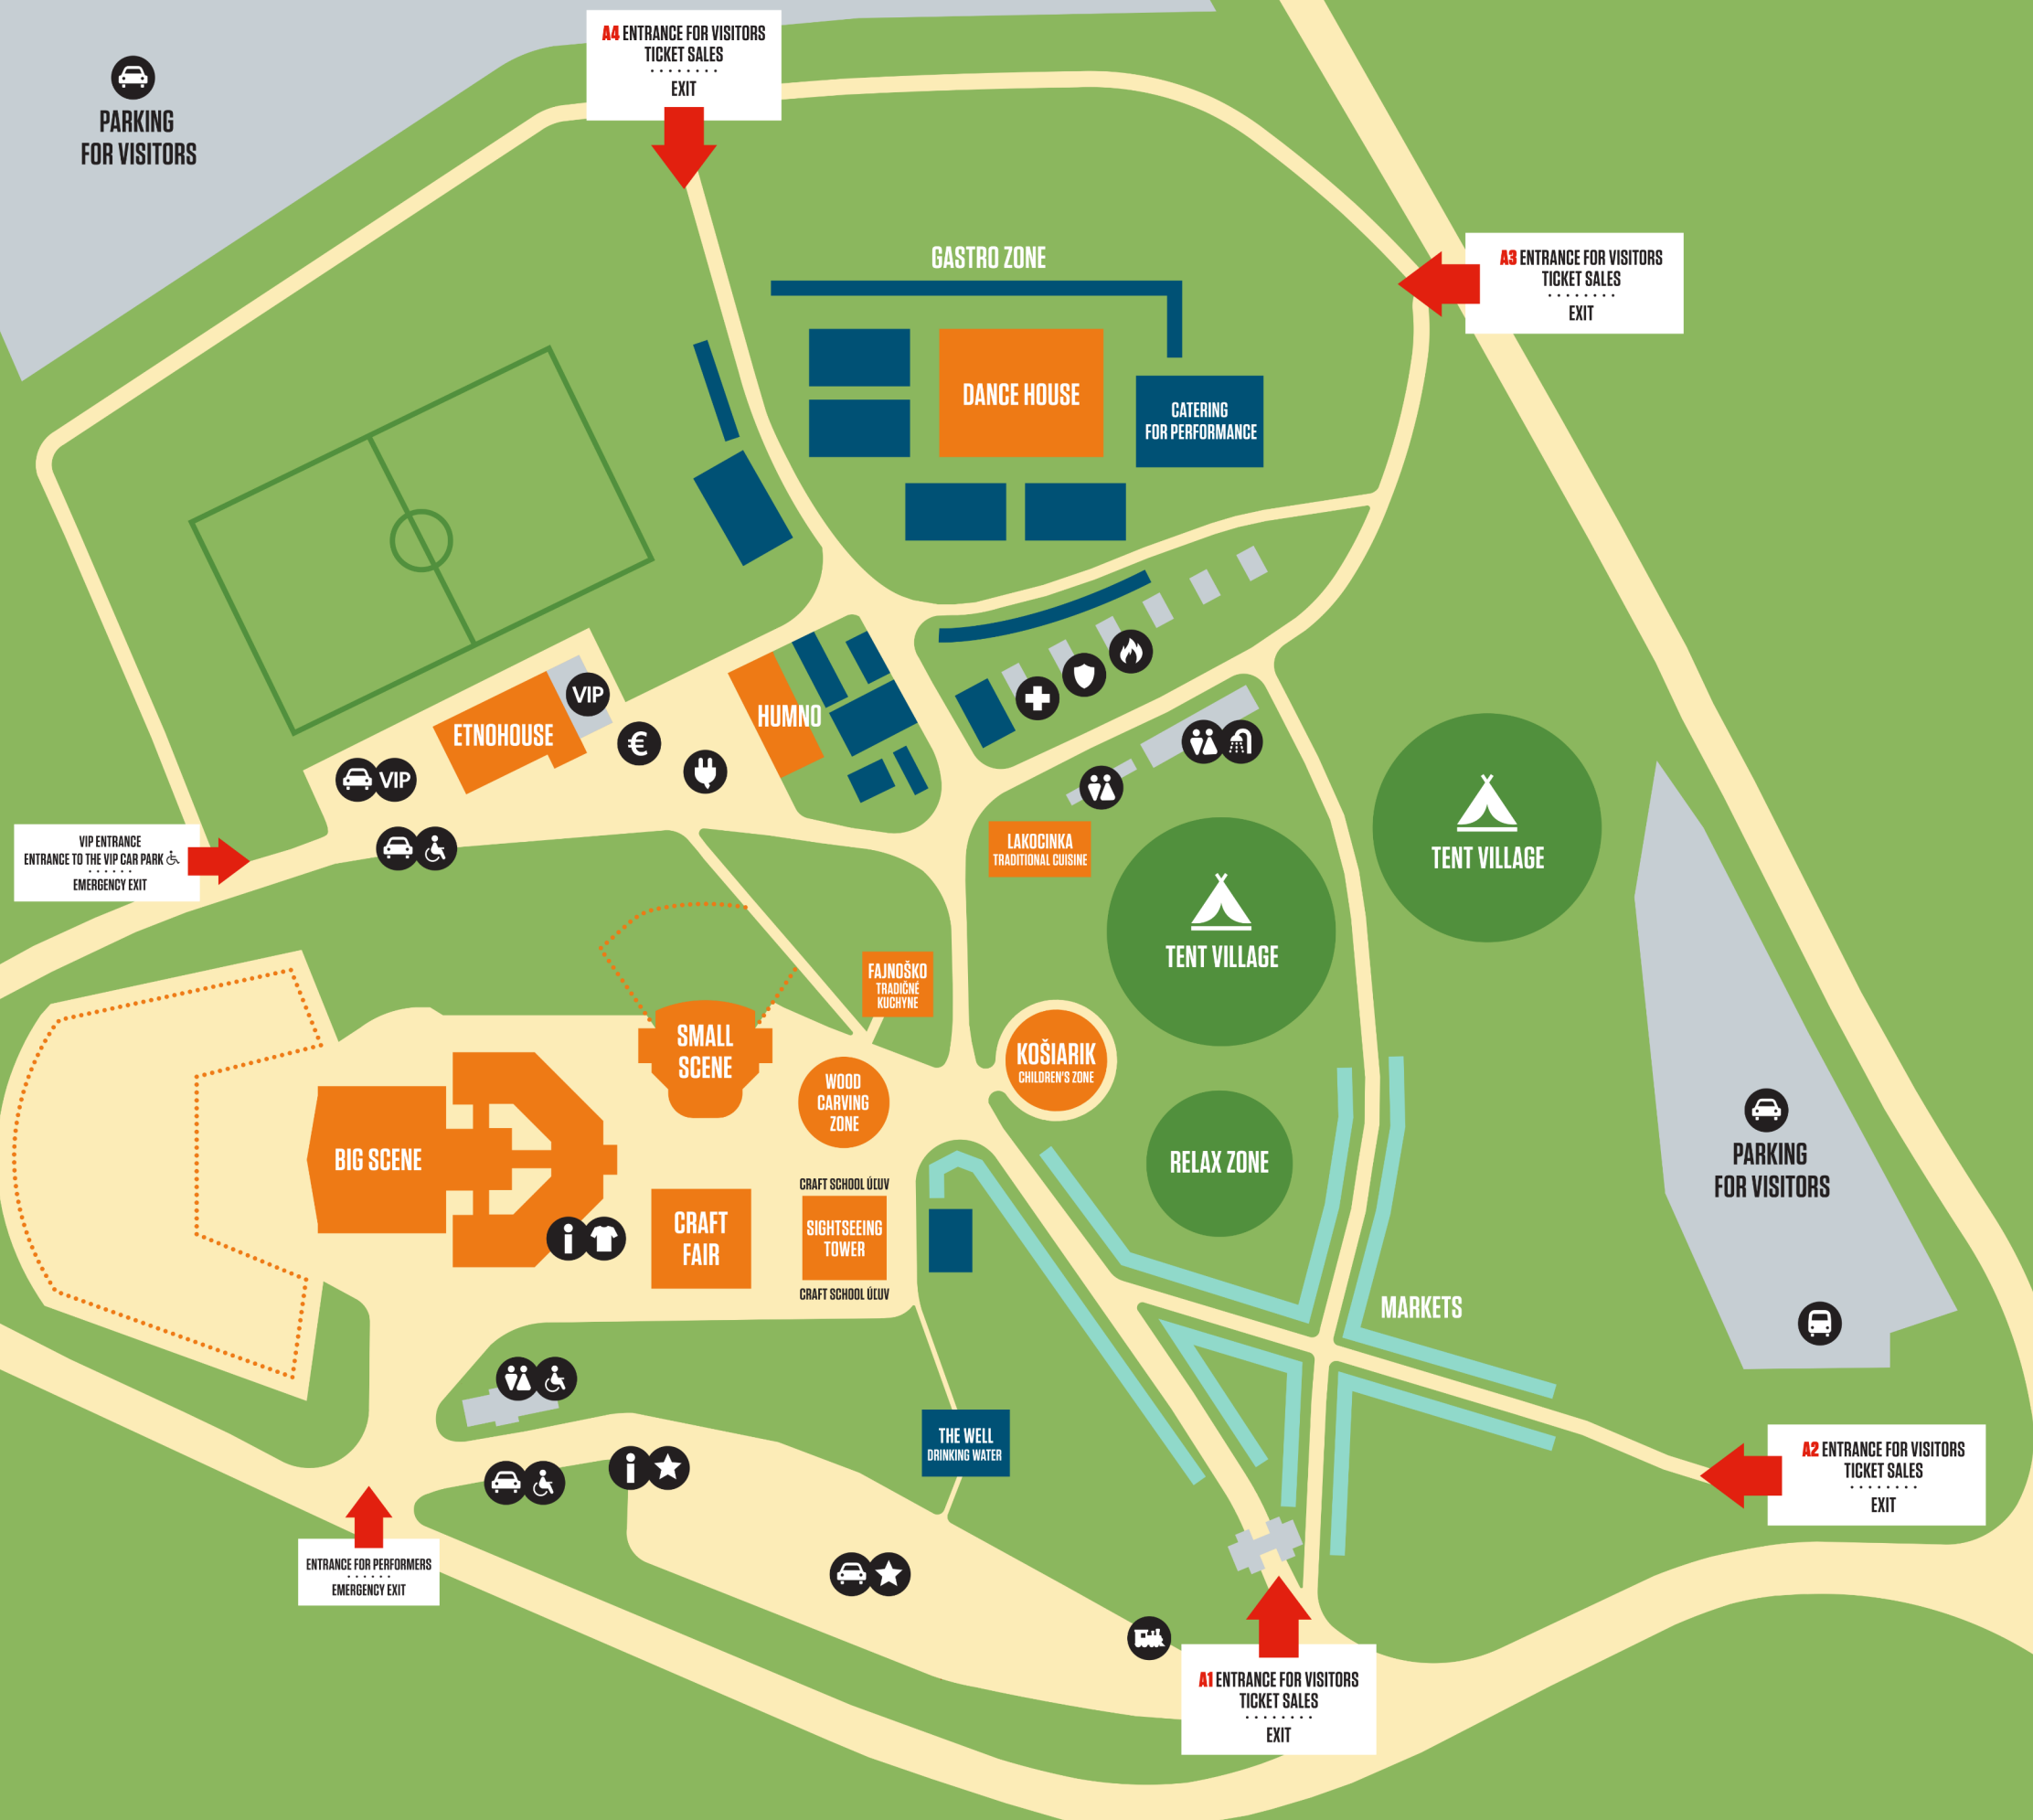 A4 ENTRANCE FOR VISITORS
TICKET SALES
EXIT
PARKING
FOR VISITORS
GASTRO ZONE
A3 ENTRANCE FOR VISITORS
TICKET SALES
EXIT
DANCE HOUSE
CATERING
FOR PERFORMANCE
VIP
ETNOHOUSE
HUMNO
€
VIP
VIP ENTRANCE
ENTRANCE TO THE VIP CAR PARK
EMERGENCY EXIT
LAKOCINKA
TRADITIONAL CUISINE
TENT VILLAGE
TENT VILLAGE
FAJNOŠKO
TRADIČNÉ
KUCHYNE
SMALL
SCENE
KOŠIARIK
CHILDREN'S ZONE
WOOD
CARVING
ZONE
BIG SCENE
RELAX ZONE
PARKING
FOR VISITORS
CRAFT SCHOOL ÚĽUV
CRAFT
FAIR
SIGHTSEEING
TOWER
CRAFT SCHOOL ÚĽUV
MARKETS
i
THE WELL
DRINKING WATER
i
A2 ENTRANCE FOR VISITORS
TICKET SALES
EXIT
ENTRANCE FOR PERFORMERS
EMERGENCY EXIT
A1 ENTRANCE FOR VISITORS
TICKET SALES
EXIT